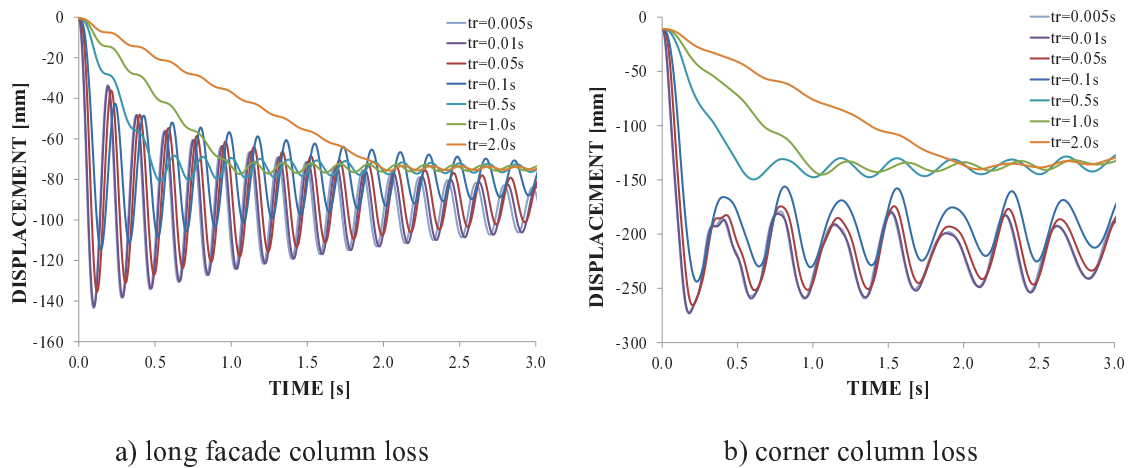 0
-20
-40
-60
-80
-100
-120
-140
-160
DISPLACEMENT [mm]
0.0 0.5 1.0 1.5 2.0 2.5 3.0
TIME [s]
tr=0.005s
tr=0.01s
tr=0.05s
tr=0.1s
tr=0.5s
tr=1.0s
tr=2.0s
a) long facade column loss
0
-50
-100
-150
-200
-250
-300
DISPLACEMENT [mm]
0.0 0.5 1.0 1.5 2.0 2.5 3.0
TIME [s]
tr=0.005s
tr=0.01s
tr=0.05s
tr=0.1s
tr=0.5s
tr=1.0s
tr=2.0s
b) corner column loss